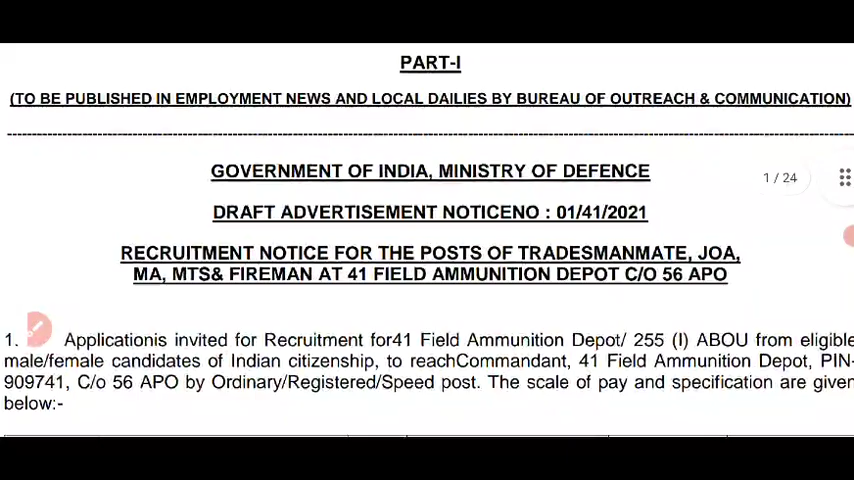 PART-I
(TO BE PUBLISHED IN EMPLOYMENT NEWS AND LOCAL DAILIES BY BUREAU OF OUTREACH & COMMUNICATION)
GOVERNMENT OF INDIA, MINISTRY OF DEFENCE
1 / 24
DRAFT ADVERTISEMENT NOTICENO : 01/41/2021
RECRUITMENT NOTICE FOR THE POSTS OF TRADESMANMATE, JOA,
MA, MTS& FIREMAN AT 41 FIELD AMMUNITION DEPOT C/O 56 APO
1. Applicationis invited for Recruitment for41 Field Ammunition Depot/ 255 (I) ABOU from eligible
male/female candidates of Indian citizenship, to reachCommandant, 41 Field Ammunition Depot, PIN-
909741, C/o 56 APO by Ordinary/Registered/Speed post. The scale of pay and specification are given
below:-